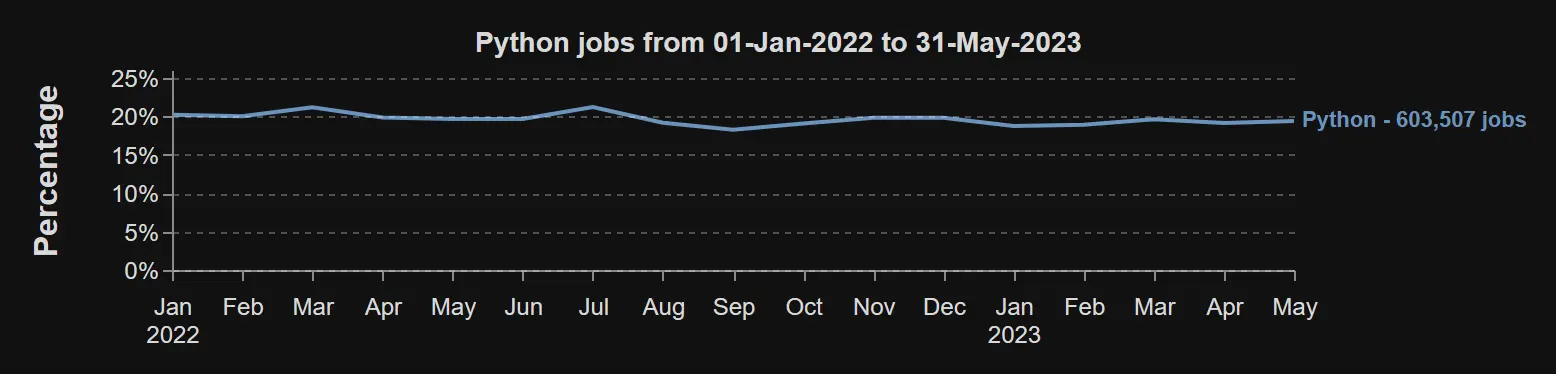 Python jobs from 01-Jan-2022 to 31-May-2023
Percentage
25%
20%
15%
10%
5%
0%
Python - 603,507 jobs
Jan Feb Mar Apr May Jun Jul Aug Sep Oct Nov Dec Jan Feb Mar Apr May
2022 2023